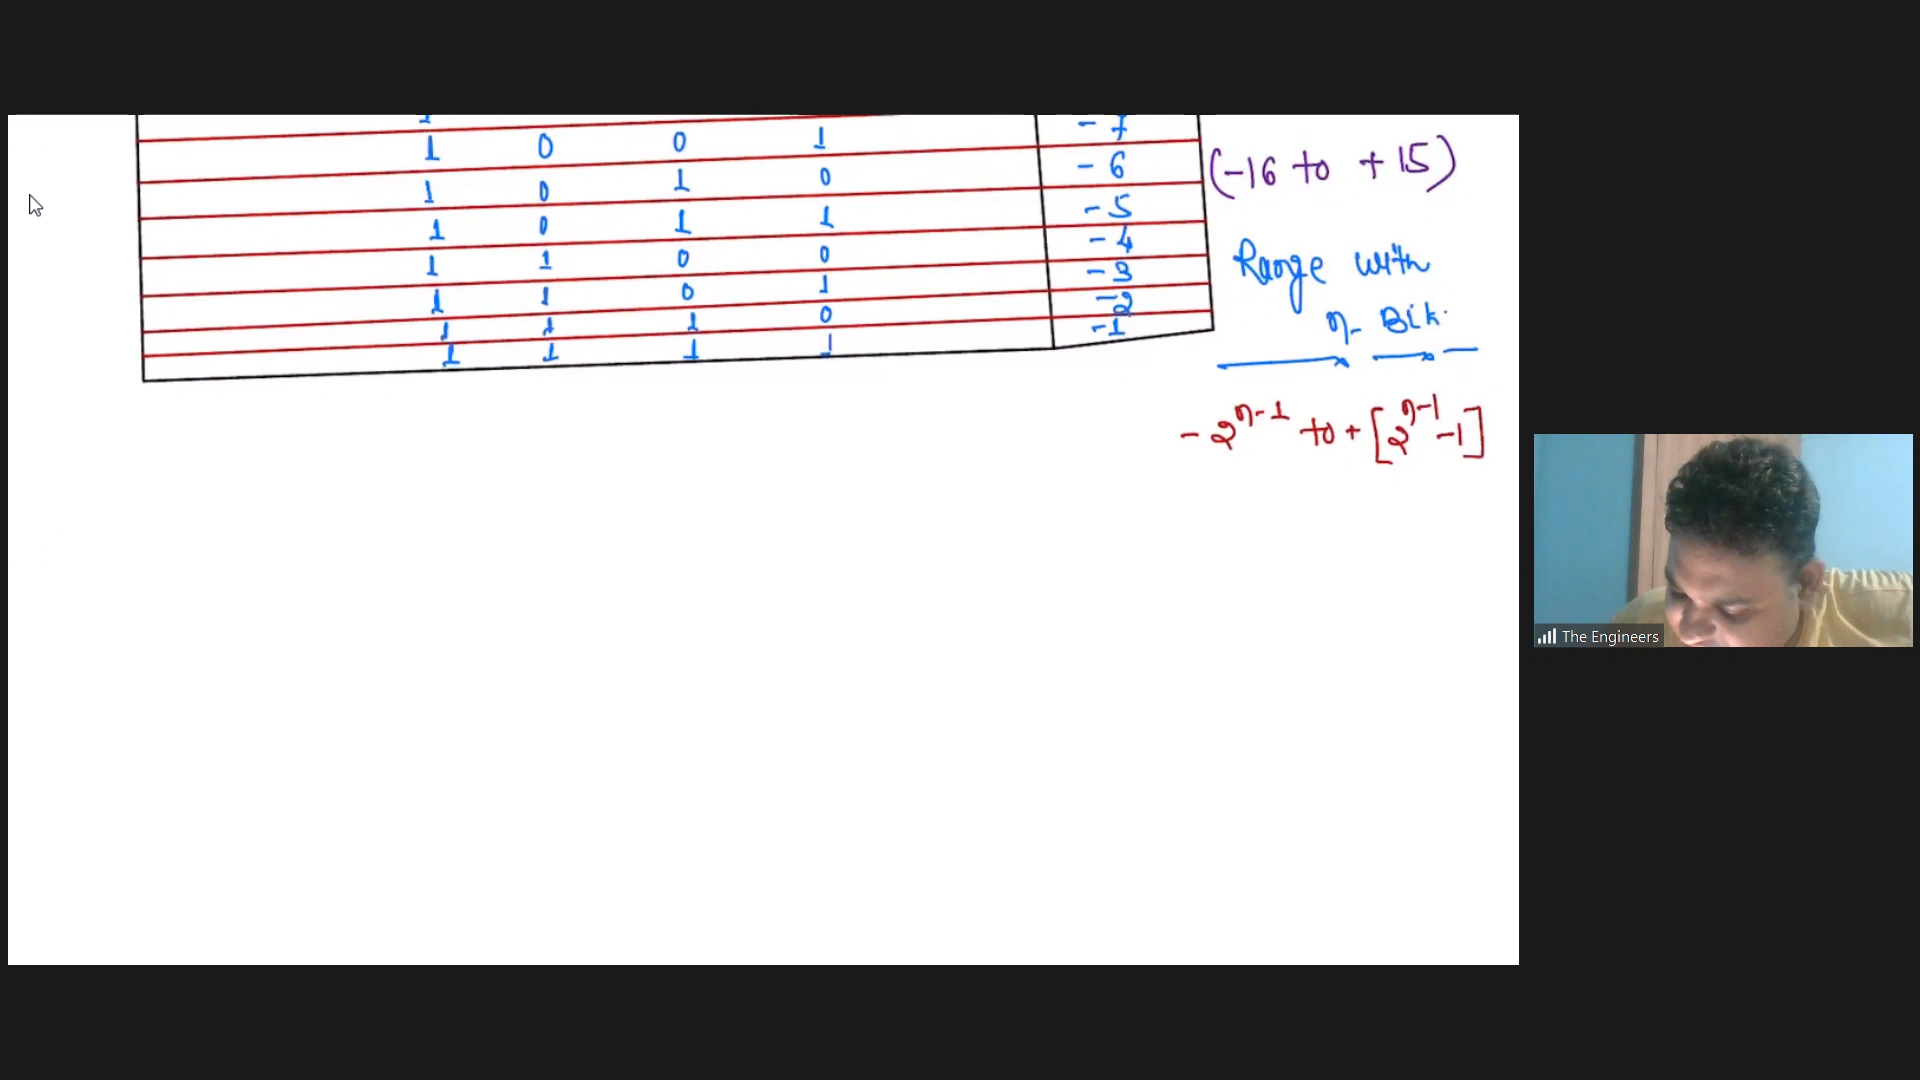 - 7
1 0 0 1 - 6
1 0 1 0 - 5
1 0 1 1 - 4
1 1 0 0 - 3
1 1 0 1 -2
1 1 1 0 -1
1 1 1 1
(-16 to +15)
Range with
n- Bit.
- 2^{n-1} to + [2^{n-1} -1]
The Engineers